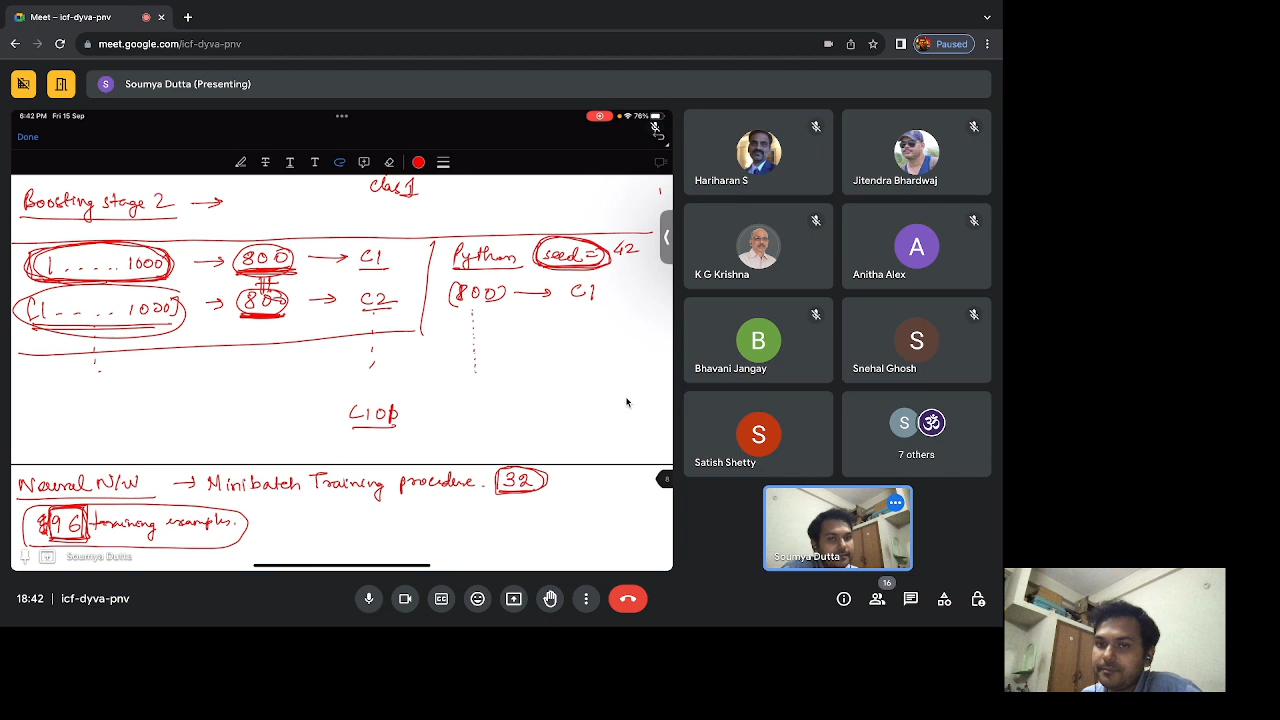 Meet – icf-dyva-pnv
meet.google.com/icf-dyva-pnv
Paused
S
Soumya Dutta (Presenting)
6:42 PM Fri 15 Sep
76%
Done
T
T
class 1
Boosting stage 2 →
1 ..... 1000 → 800 → C1
Python seed = 42
[1 .... 1000] → 800 → C2
(800) → C1
C100
Neural N/W → Minibatch Training procedure. 32
96 training examples.
8
Soumya Dutta
Hariharan S
Jitendra Bhardwaj
K G Krishna
A
Anitha Alex
B
Bhavani Jangay
S
Snehal Ghosh
S
Satish Shetty
S
ॐ
7 others
Soumya Dutta
18:42 | icf-dyva-pnv
16